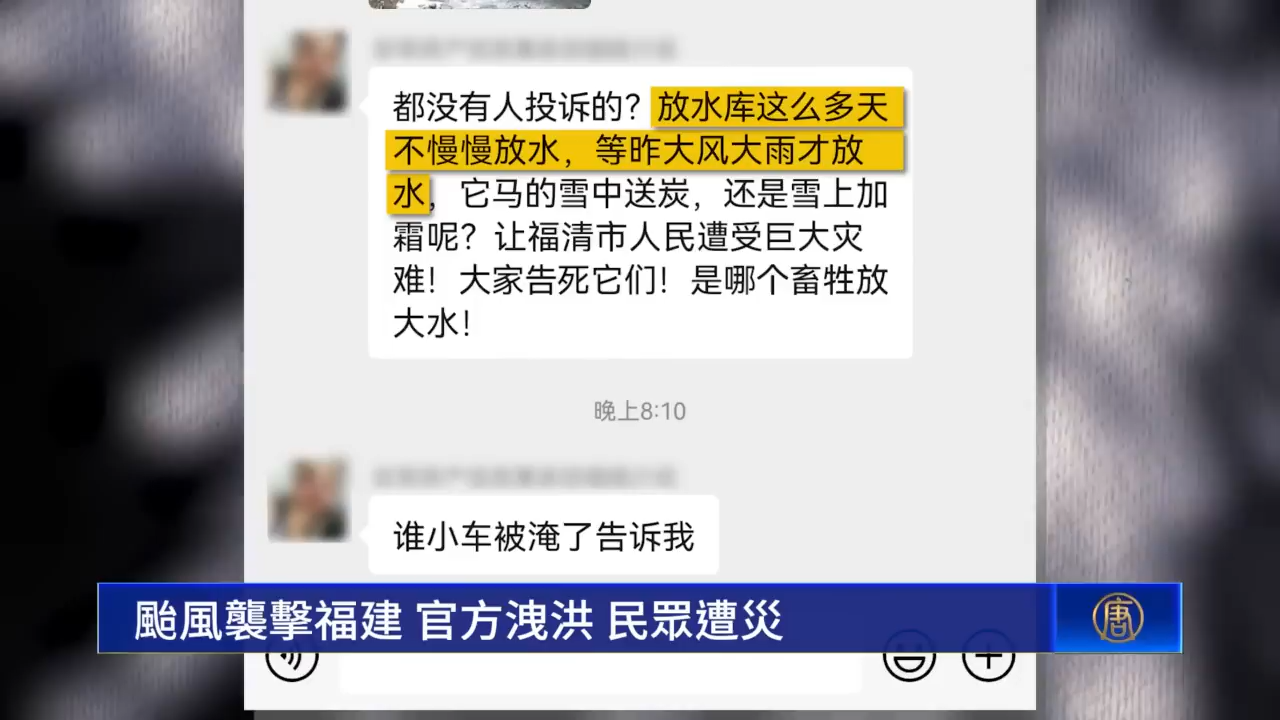 都没有人投诉的？放水库这么多天
不慢慢放水，等昨大风大雨才放
水，它马的雪中送炭，还是雪上加
霜呢？让福清市人民遭受巨大灾
难！大家告死它们！是哪个畜牲放
大水！
晚上8:10
谁小车被淹了告诉我
颱風襲擊福建 官方洩洪 民眾遭災
唐